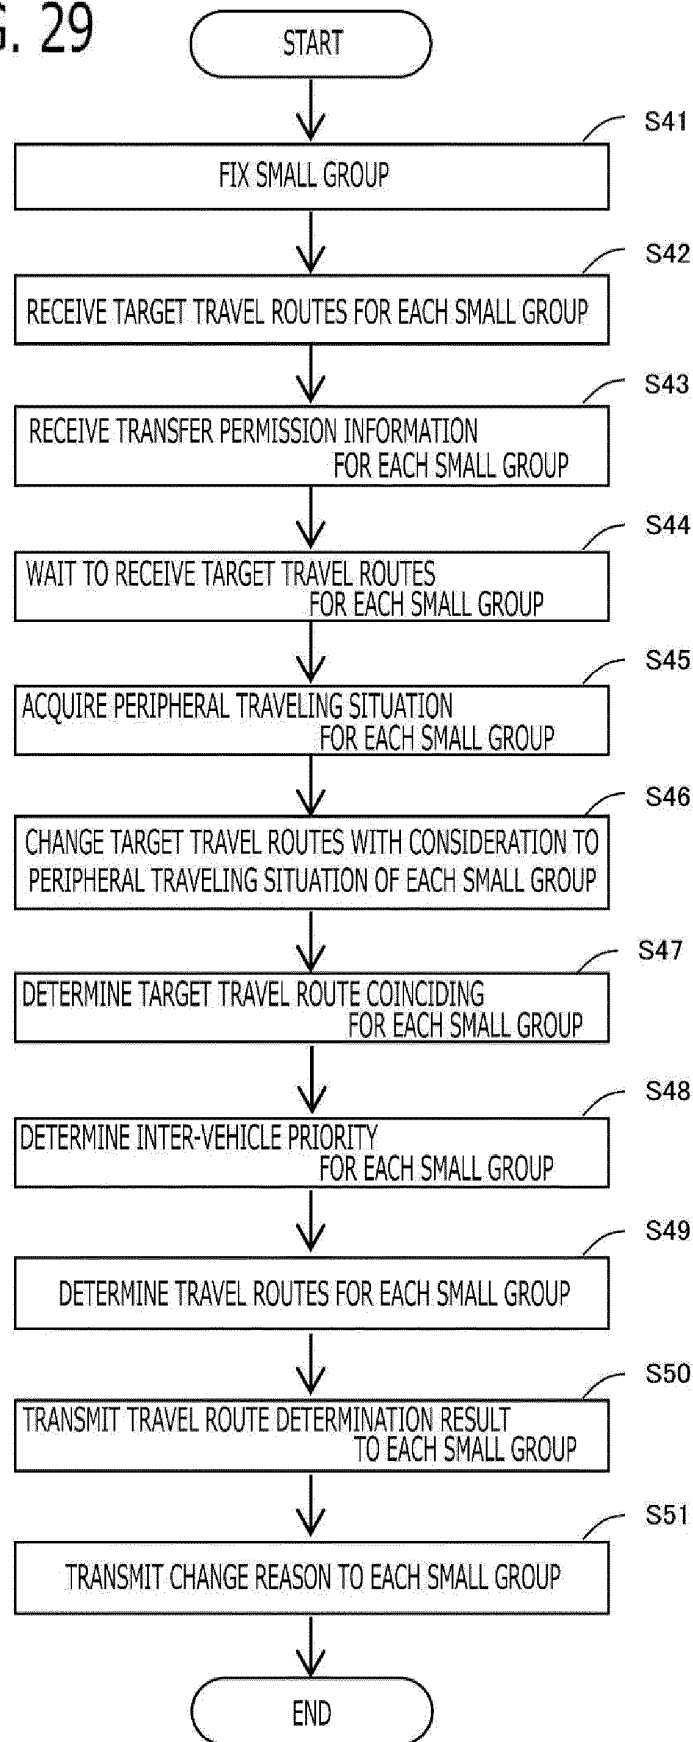 G. 29
START
S41
FIX SMALL GROUP
S42
RECEIVE TARGET TRAVEL ROUTES FOR EACH SMALL GROUP
S43
RECEIVE TRANSFER PERMISSION INFORMATION
FOR EACH SMALL GROUP
S44
WAIT TO RECEIVE TARGET TRAVEL ROUTES
FOR EACH SMALL GROUP
S45
ACQUIRE PERIPHERAL TRAVELING SITUATION
FOR EACH SMALL GROUP
S46
CHANGE TARGET TRAVEL ROUTES WITH CONSIDERATION TO
PERIPHERAL TRAVELING SITUATION OF EACH SMALL GROUP
S47
DETERMINE TARGET TRAVEL ROUTE COINCIDING
FOR EACH SMALL GROUP
S48
DETERMINE INTER-VEHICLE PRIORITY
FOR EACH SMALL GROUP
S49
DETERMINE TRAVEL ROUTES FOR EACH SMALL GROUP
S50
TRANSMIT TRAVEL ROUTE DETERMINATION RESULT
TO EACH SMALL GROUP
S51
TRANSMIT CHANGE REASON TO EACH SMALL GROUP
END